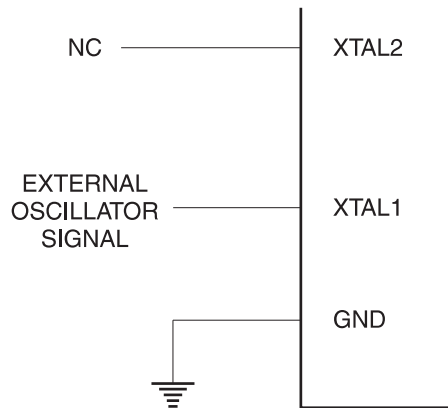 NC
XTAL2
EXTERNAL
OSCILLATOR
SIGNAL
XTAL1
GND